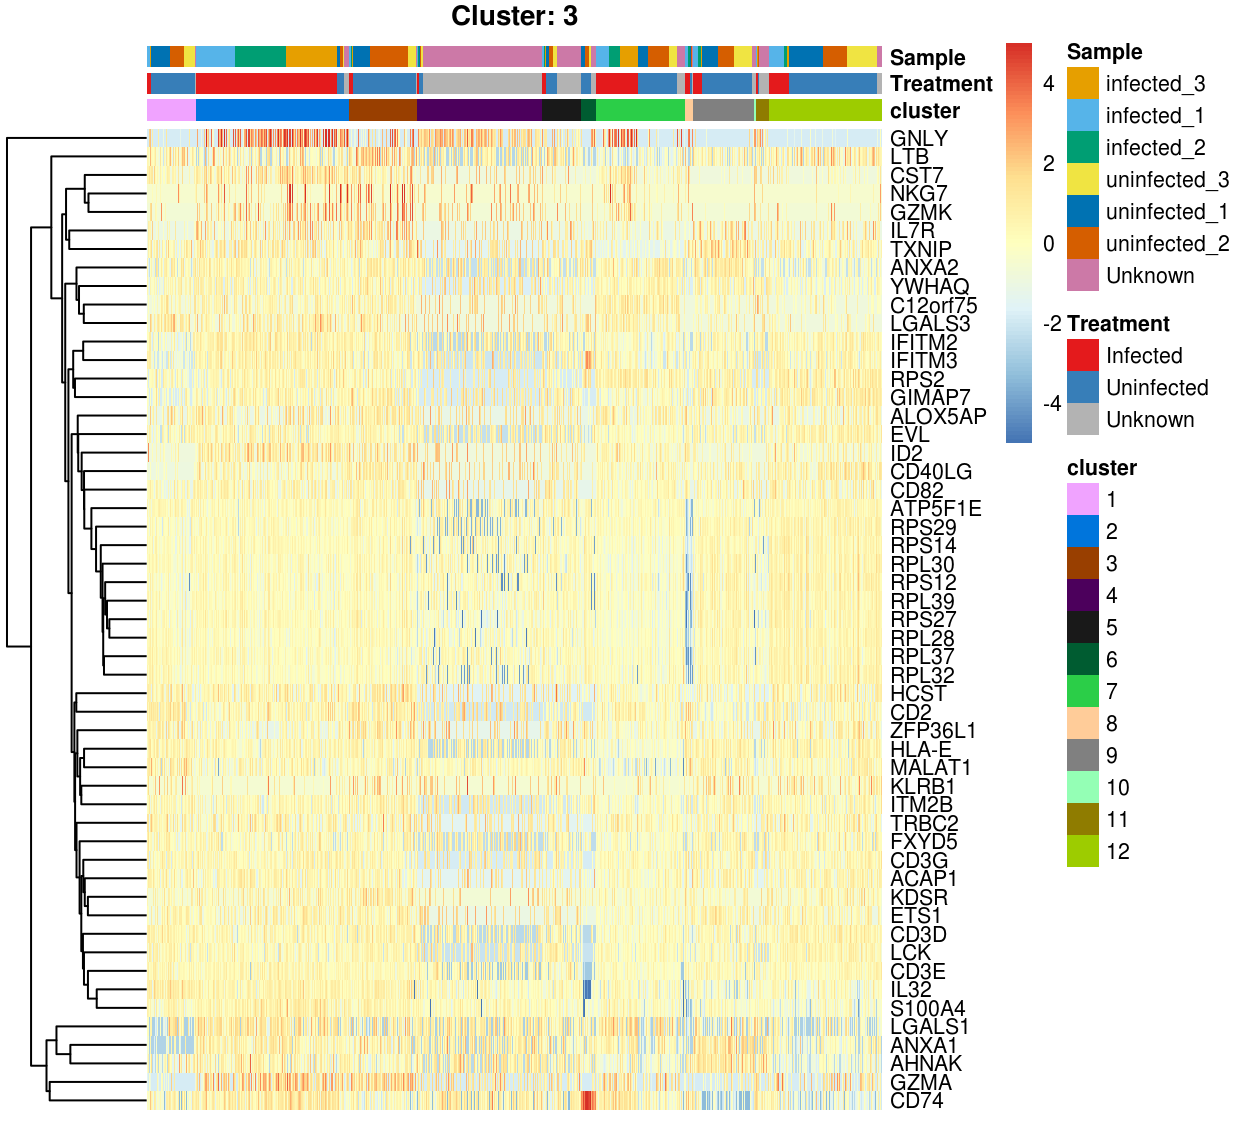 Cluster: 3
Sample
Treatment
cluster
GNLY
LTB
CST7
NKG7
GZMK
IL7R
TXNIP
ANXA2
YWHAQ
C12orf75
LGALS3
IFITM2
IFITM3
RPS2
GIMAP7
ALOX5AP
EVL
ID2
CD40LG
CD82
ATP5F1E
RPS29
RPS14
RPL30
RPS12
RPL39
RPS27
RPL28
RPL37
RPL32
HCST
CD2
ZFP36L1
HLA-E
MALAT1
KLRB1
ITM2B
TRBC2
FXYD5
CD3G
ACAP1
KDSR
ETS1
CD3D
LCK
CD3E
IL32
S100A4
LGALS1
ANXA1
AHNAK
GZMA
CD74
4
2
0
-2
-4
Sample
infected_3
infected_1
infected_2
uninfected_3
uninfected_1
uninfected_2
Unknown
Treatment
Infected
Uninfected
Unknown
cluster
1
2
3
4
5
6
7
8
9
10
11
12